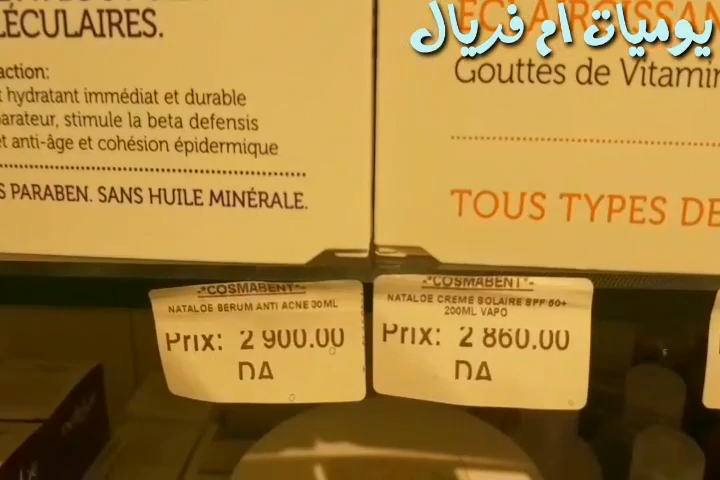 LÉCULAIRES.
action:
t hydratant immédiat et durable
arateur, stimule la beta defensis
et anti-âge et cohésion épidermique
S PARABEN. SANS HUILE MINÉRALE.
يوميات ام فريال
ÉCLAIROISSAN
Gouttes de Vitamin
TOUS TYPES DE
-*COSMABENT*-
NATALOE SERUM ANTI ACNE 30ML
Prix: 2 900.00
DA
-*COSMABENT*-
NATALOE CREME SOLAIRE SPF 50+
200ML VAPO
Prix: 2 860.00
DA